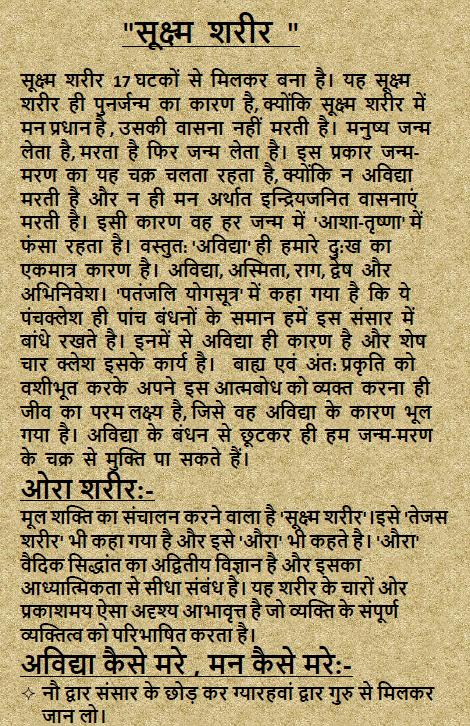 "सूक्ष्म शरीर "
सूक्ष्म शरीर 17 घटकों से मिलकर बना है। यह सूक्ष्म
शरीर ही पुनर्जन्म का कारण है, क्योंकि सूक्ष्म शरीर में
मन प्रधान है , उसकी वासना नहीं मरती है। मनुष्य जन्म
लेता है, मरता है फिर जन्म लेता है। इस प्रकार जन्म-
मरण का यह चक्र चलता रहता है, क्योंकि न अविद्या
मरती है और न ही मन अर्थात इन्द्रियजनित वासनाएं
मरती है। इसी कारण वह हर जन्म में 'आशा-तृष्णा' में
फंसा रहता है। वस्तुत: 'अविद्या' ही हमारे दु:ख का
एकमात्र कारण है। अविद्या, अस्मिता, राग, द्वेष और
अभिनिवेश। 'पतंजलि योगसूत्र' में कहा गया है कि ये
पंचक्लेश ही पांच बंधनों के समान हमें इस संसार में
बांधे रखते है। इनमें से अविद्या ही कारण है और शेष
चार क्लेश इसके कार्य है। बाह्य एवं अंत: प्रकृति को
वशीभूत करके अपने इस आत्मबोध को व्यक्त करना ही
जीव का परम लक्ष्य है, जिसे वह अविद्या के कारण भूल
गया है। अविद्या के बंधन से छूटकर ही हम जन्म-मरण
के चक्र से मुक्ति पा सकते हैं।
ओरा शरीरः-
मूल शक्ति का संचालन करने वाला है 'सूक्ष्म शरीर'।इसे 'तेजस
शरीर' भी कहा गया है और इसे 'औरा' भी कहते है। 'औरा'
वैदिक सिद्धांत का अद्वितीय विज्ञान है और इसका
आध्यात्मिकता से सीधा संबंध है। यह शरीर के चारों ओर
प्रकाशमय ऐसा अदृश्य आभावृत्त है जो व्यक्ति के संपूर्ण
व्यक्तित्व को परिभाषित करता है।
अविद्या कैसे मरे , मन कैसे मरेः-
✧ नौ द्वार संसार के छोड़ कर ग्यारहवां द्वार गुरु से मिलकर
जान लो।